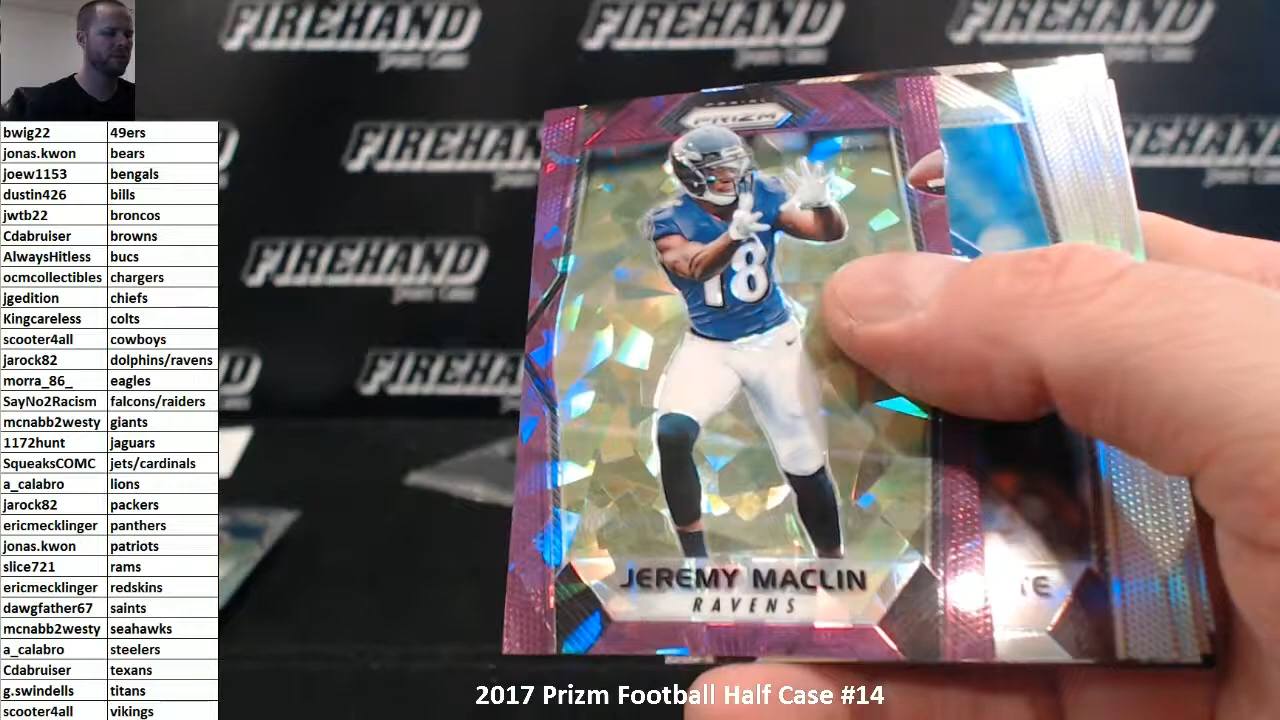 FIREHAND
FIREHAND
FIREHAND
FIREHAND
FIREHAND
FIREHAND
FIREHAND
bwig22 49ers
jonas.kwon bears
joew1153 bengals
dustin426 bills
jwtb22 broncos
Cdabruiser browns
AlwaysHitless bucs
ocmcollectibles chargers
jgedition chiefs
Kingcareless colts
scooter4all cowboys
jarock82 dolphins/ravens
morra_86_ eagles
SayNo2Racism falcons/raiders
mcnabb2westy giants
1172hunt jaguars
SqueaksCOMC jets/cardinals
a_calabro lions
jarock82 packers
ericmecklinger panthers
jonas.kwon patriots
slice721 rams
ericmecklinger redskins
dawgfather67 saints
mcnabb2westy seahawks
a_calabro steelers
Cdabruiser texans
g.swindells titans
scooter4all vikings
PRIZM
18
JEREMY MACLIN
RAVENS
TE
2017 Prizm Football Half Case #14